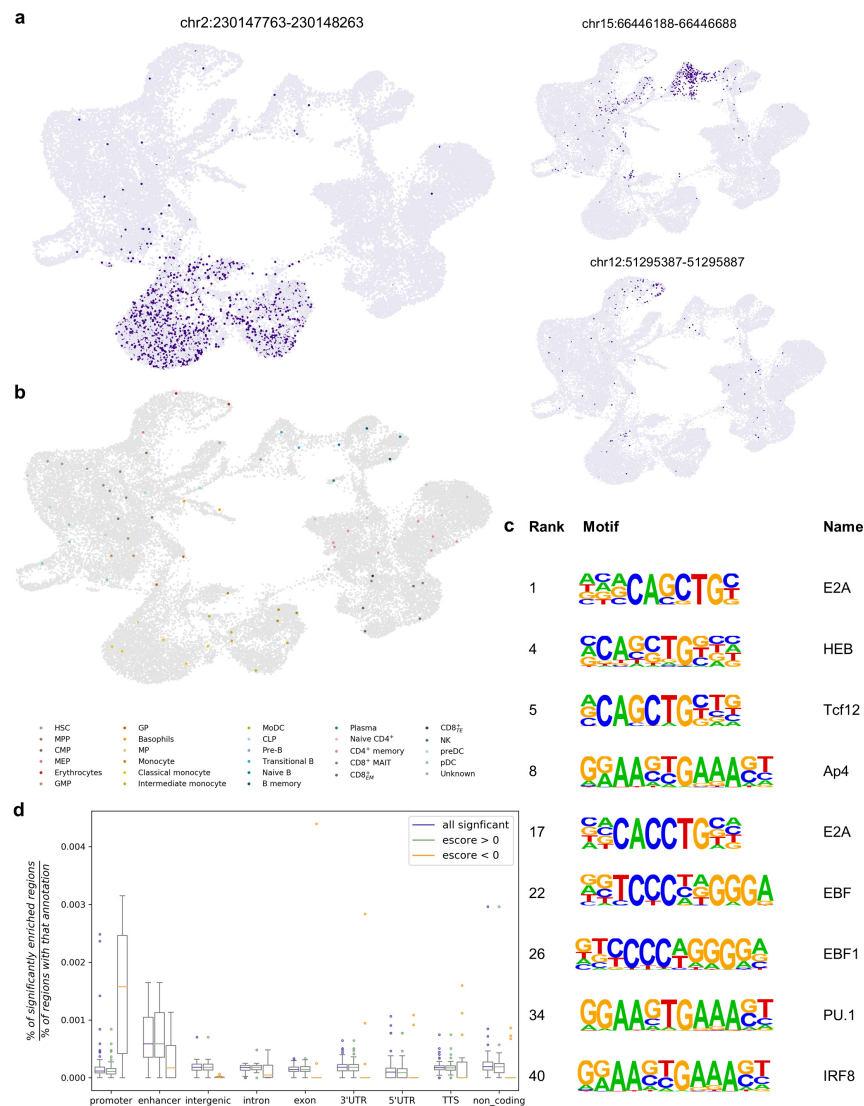 a
chr2:230147763-230148263
chr15:66446188-66446688
chr12:51295387-51295887
b
HSC
MPP
CMP
MEP
Erythrocytes
GMP
GP
Basophils
MP
Monocyte
Classical monocyte
Intermediate monocyte
MoDC
CLP
Pre-B
Transitional B
Naive B
B memory
Plasma
Naive CD4⁺
CD4⁺ memory
CD8⁺ MAIT
CD8⁺EM
CD8⁺TE
NK
preDC
pDC
Unknown
c Rank Motif Name
1 E2A
4 HEB
5 Tcf12
8 Ap4
17 E2A
22 EBF
26 EBF1
34 PU.1
40 IRF8
d
all signficant
escore > 0
escore < 0
% of significantly enriched regions
% of regions with that annotation
0.004
0.003
0.002
0.001
0.000
promoter enhancer intergenic intron exon 3'UTR 5'UTR TTS non_coding